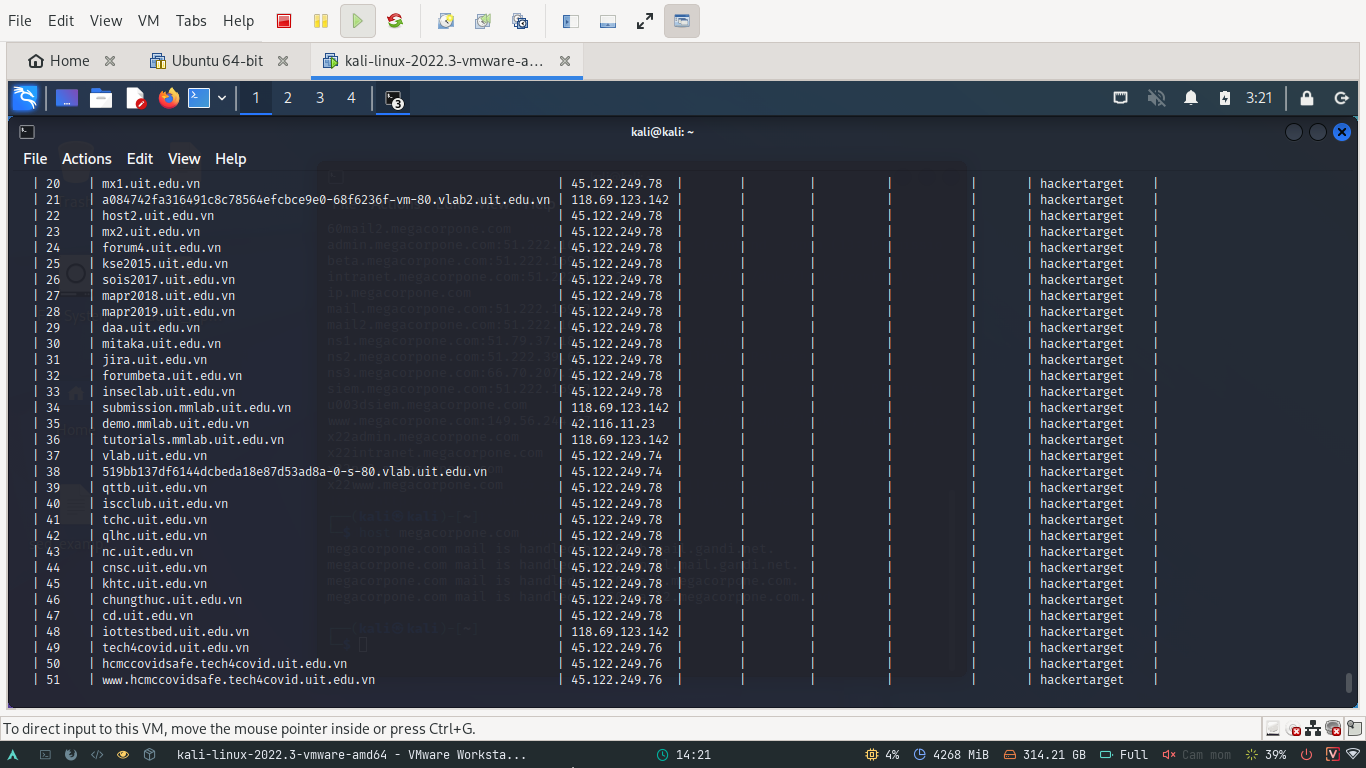 File Edit View VM Tabs Help
Home Ubuntu 64-bit kali-linux-2022.3-vmware-a...
1 2 3 4 3 3:21
kali@kali: ~
File Actions Edit View Help
| 20 | mx1.uit.edu.vn | 45.122.249.78 | | | | | | hackertarget |
| 21 | a084742fa316491c8c78564efcbce9e0-68f6236f-vm-80.vlab2.uit.edu.vn | 118.69.123.142 | | | | | | hackertarget |
| 22 | host2.uit.edu.vn | 45.122.249.78 | | | | | | hackertarget |
| 23 | mx2.uit.edu.vn | 45.122.249.78 | | | | | | hackertarget |
| 24 | forum4.uit.edu.vn | 45.122.249.78 | | | | | | hackertarget |
| 25 | kse2015.uit.edu.vn | 45.122.249.78 | | | | | | hackertarget |
| 26 | sois2017.uit.edu.vn | 45.122.249.78 | | | | | | hackertarget |
| 27 | mapr2018.uit.edu.vn | 45.122.249.78 | | | | | | hackertarget |
| 28 | mapr2019.uit.edu.vn | 45.122.249.78 | | | | | | hackertarget |
| 29 | daa.uit.edu.vn | 45.122.249.78 | | | | | | hackertarget |
| 30 | mitaka.uit.edu.vn | 45.122.249.78 | | | | | | hackertarget |
| 31 | jira.uit.edu.vn | 45.122.249.78 | | | | | | hackertarget |
| 32 | forumbeta.uit.edu.vn | 45.122.249.78 | | | | | | hackertarget |
| 33 | inseclab.uit.edu.vn | 45.122.249.78 | | | | | | hackertarget |
| 34 | submission.mmlab.uit.edu.vn | 118.69.123.142 | | | | | | hackertarget |
| 35 | demo.mmlab.uit.edu.vn | 42.116.11.23 | | | | | | hackertarget |
| 36 | tutorials.mmlab.uit.edu.vn | 118.69.123.142 | | | | | | hackertarget |
| 37 | vlab.uit.edu.vn | 45.122.249.74 | | | | | | hackertarget |
| 38 | 519bb137df6144dcbeda18e87d53ad8a-0-s-80.vlab.uit.edu.vn | 45.122.249.74 | | | | | | hackertarget |
| 39 | qttb.uit.edu.vn | 45.122.249.78 | | | | | | hackertarget |
| 40 | iscclub.uit.edu.vn | 45.122.249.78 | | | | | | hackertarget |
| 41 | tchc.uit.edu.vn | 45.122.249.78 | | | | | | hackertarget |
| 42 | qlhc.uit.edu.vn | 45.122.249.78 | | | | | | hackertarget |
| 43 | nc.uit.edu.vn | 45.122.249.78 | | | | | | hackertarget |
| 44 | cnsc.uit.edu.vn | 45.122.249.78 | | | | | | hackertarget |
| 45 | khtc.uit.edu.vn | 45.122.249.78 | | | | | | hackertarget |
| 46 | chungthuc.uit.edu.vn | 45.122.249.78 | | | | | | hackertarget |
| 47 | cd.uit.edu.vn | 45.122.249.78 | | | | | | hackertarget |
| 48 | iottestbed.uit.edu.vn | 118.69.123.142 | | | | | | hackertarget |
| 49 | tech4covid.uit.edu.vn | 45.122.249.76 | | | | | | hackertarget |
| 50 | hcmccovidsafe.tech4covid.uit.edu.vn | 45.122.249.76 | | | | | | hackertarget |
| 51 | www.hcmccovidsafe.tech4covid.uit.edu.vn | 45.122.249.76 | | | | | | hackertarget |
To direct input to this VM, move the mouse pointer inside or press Ctrl+G.
kali-linux-2022.3-vmware-amd64 - VMware Worksta... 14:21 4% 4268 MiB 314.21 GB Full Cam mom 39%